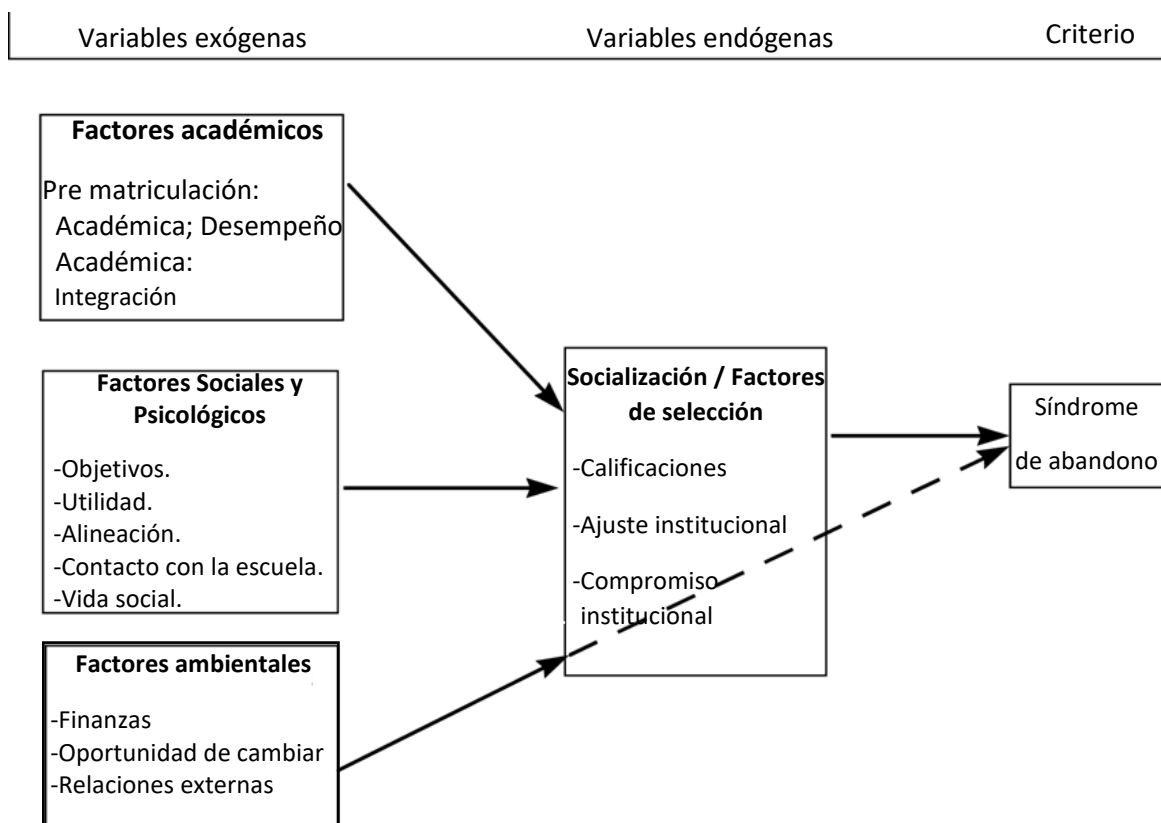 Variables exógenas
Variables endógenas
Criterio
Factores académicos
Pre matriculación:
Académica; Desempeño
Académica:
Integración
Factores Sociales y
Psicológicos
-Objetivos.
-Utilidad.
-Alineación.
-Contacto con la escuela.
-Vida social.
Factores ambientales
-Finanzas
-Oportunidad de cambiar
-Relaciones externas
Socialización / Factores
de selección
-Calificaciones
-Ajuste institucional
-Compromiso
institucional
Síndrome
de abandono